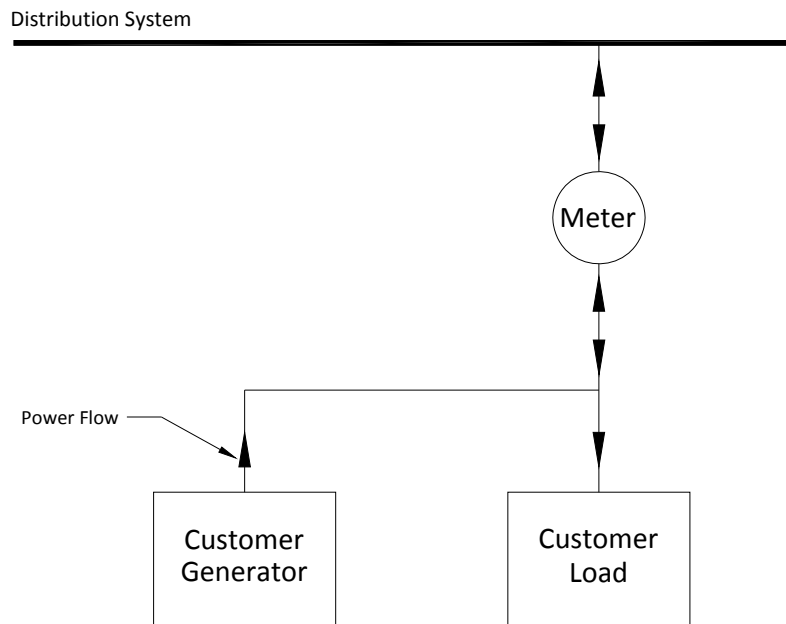 Distribution System
Meter
Power Flow
Customer
Generator
Customer
Load